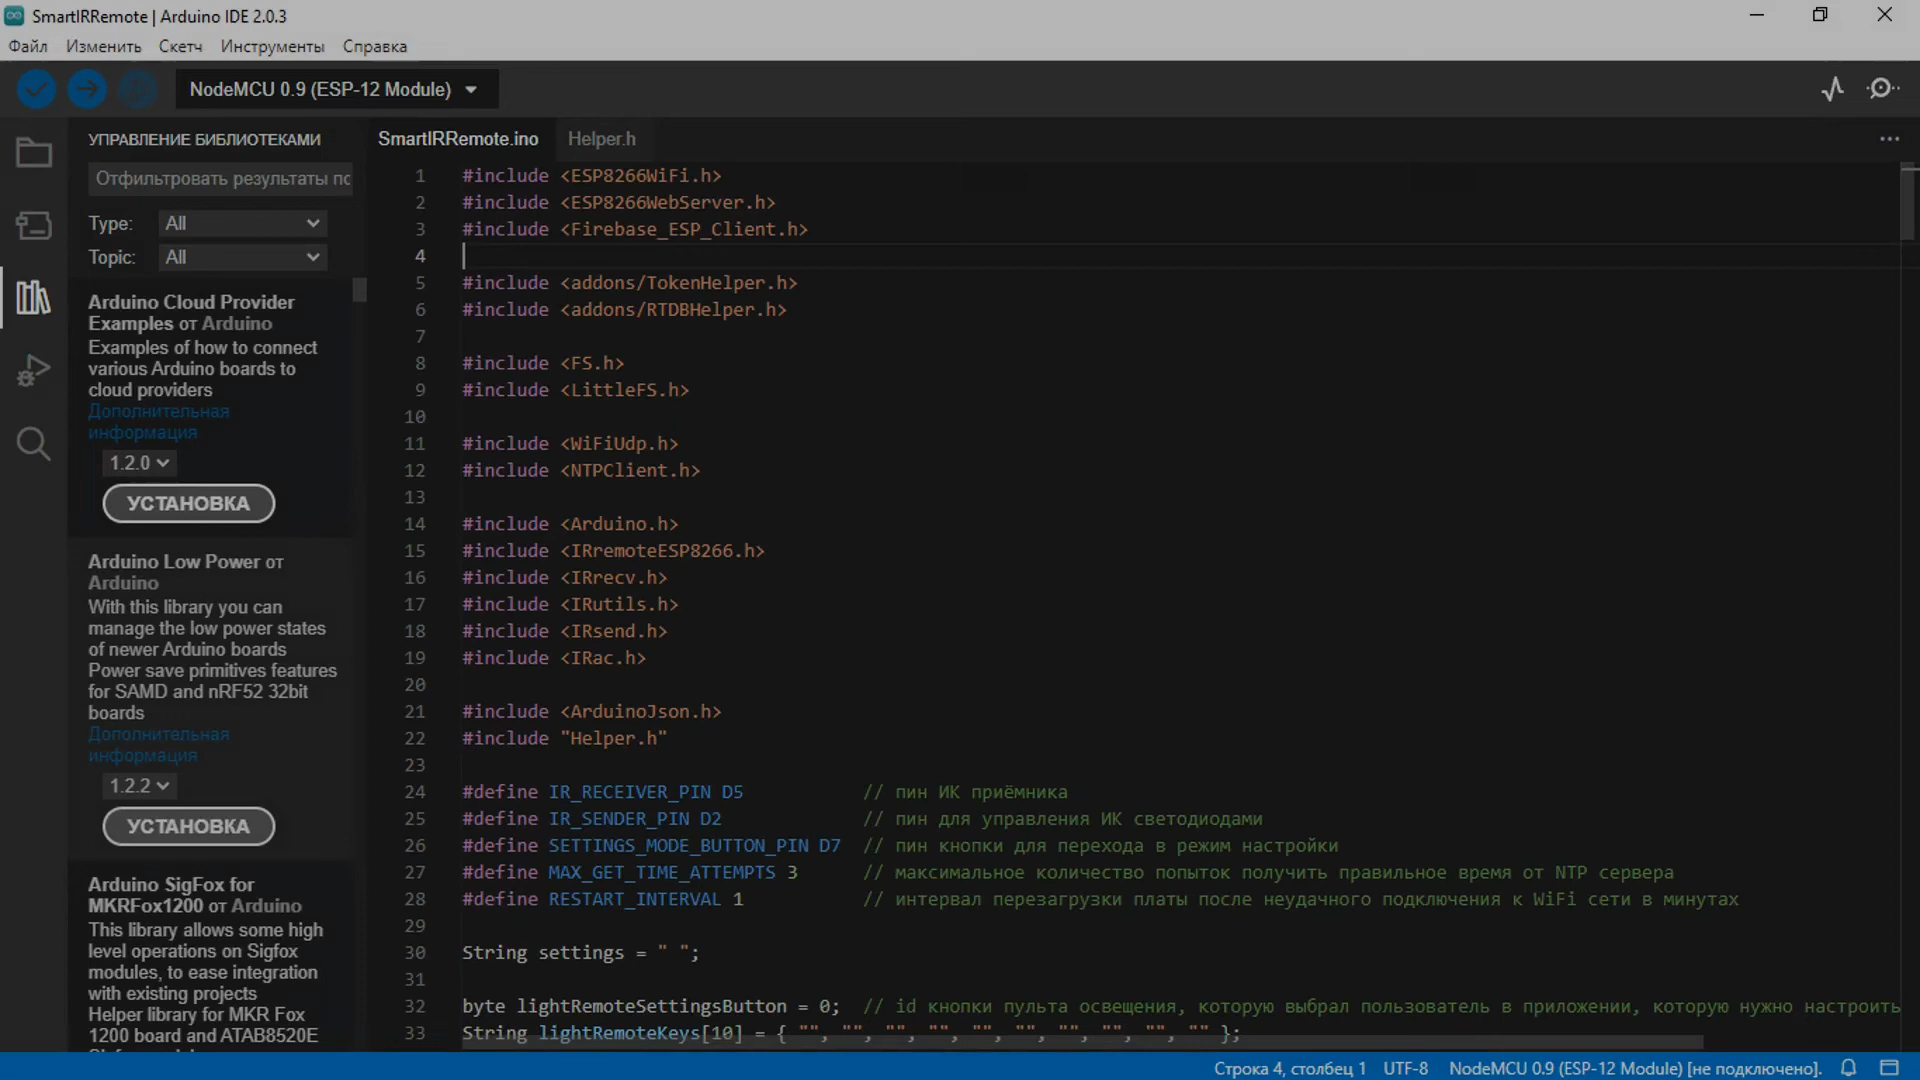 SmartIRRemote | Arduino IDE 2.0.3
Файл Изменить Скетч Инструменты Справка
NodeMCU 0.9 (ESP-12 Module)
УПРАВЛЕНИЕ БИБЛИОТЕКАМИ
Отфильтровать результаты по
Type: All
Topic: All
Arduino Cloud Provider
Examples от Arduino
Examples of how to connect
various Arduino boards to
cloud providers
Дополнительная
информация
1.2.0
УСТАНОВКА
Arduino Low Power от
Arduino
With this library you can
manage the low power states
of newer Arduino boards
Power save primitives features
for SAMD and nRF52 32bit
boards
Дополнительная
информация
1.2.2
УСТАНОВКА
Arduino SigFox for
MKRFox1200 от Arduino
This library allows some high
level operations on Sigfox
modules, to ease integration
with existing projects
Helper library for MKR Fox
1200 board and ATAB8520E
SmartIRRemote.ino Helper.h
1 #include <ESP8266WiFi.h>
2 #include <ESP8266WebServer.h>
3 #include <Firebase_ESP_Client.h>
4
5 #include <addons/TokenHelper.h>
6 #include <addons/RTDBHelper.h>
7
8 #include <FS.h>
9 #include <LittleFS.h>
10
11 #include <WiFiUdp.h>
12 #include <NTPClient.h>
13
14 #include <Arduino.h>
15 #include <IRremoteESP8266.h>
16 #include <IRrecv.h>
17 #include <IRutils.h>
18 #include <IRsend.h>
19 #include <IRac.h>
20
21 #include <ArduinoJson.h>
22 #include "Helper.h"
23
24 #define IR_RECEIVER_PIN D5 // пин ИК приёмника
25 #define IR_SENDER_PIN D2 // пин для управления ИК светодиодами
26 #define SETTINGS_MODE_BUTTON_PIN D7 // пин кнопки для перехода в режим настройки
27 #define MAX_GET_TIME_ATTEMPTS 3 // максимальное количество попыток получить правильное время от NTP сервера
28 #define RESTART_INTERVAL 1 // интервал перезагрузки платы после неудачного подключения к WiFi сети в минутах
29
30 String settings = " ";
31
32 byte lightRemoteSettingsButton = 0; // id кнопки пульта освещения, которую выбрал пользователь в приложении, которую нужно настроить
33 String lightRemoteKeys[10] = { "", "", "", "", "", "", "", "", "", "" };
Строка 4, столбец 1 UTF-8 NodeMCU 0.9 (ESP-12 Module) [не подключено].